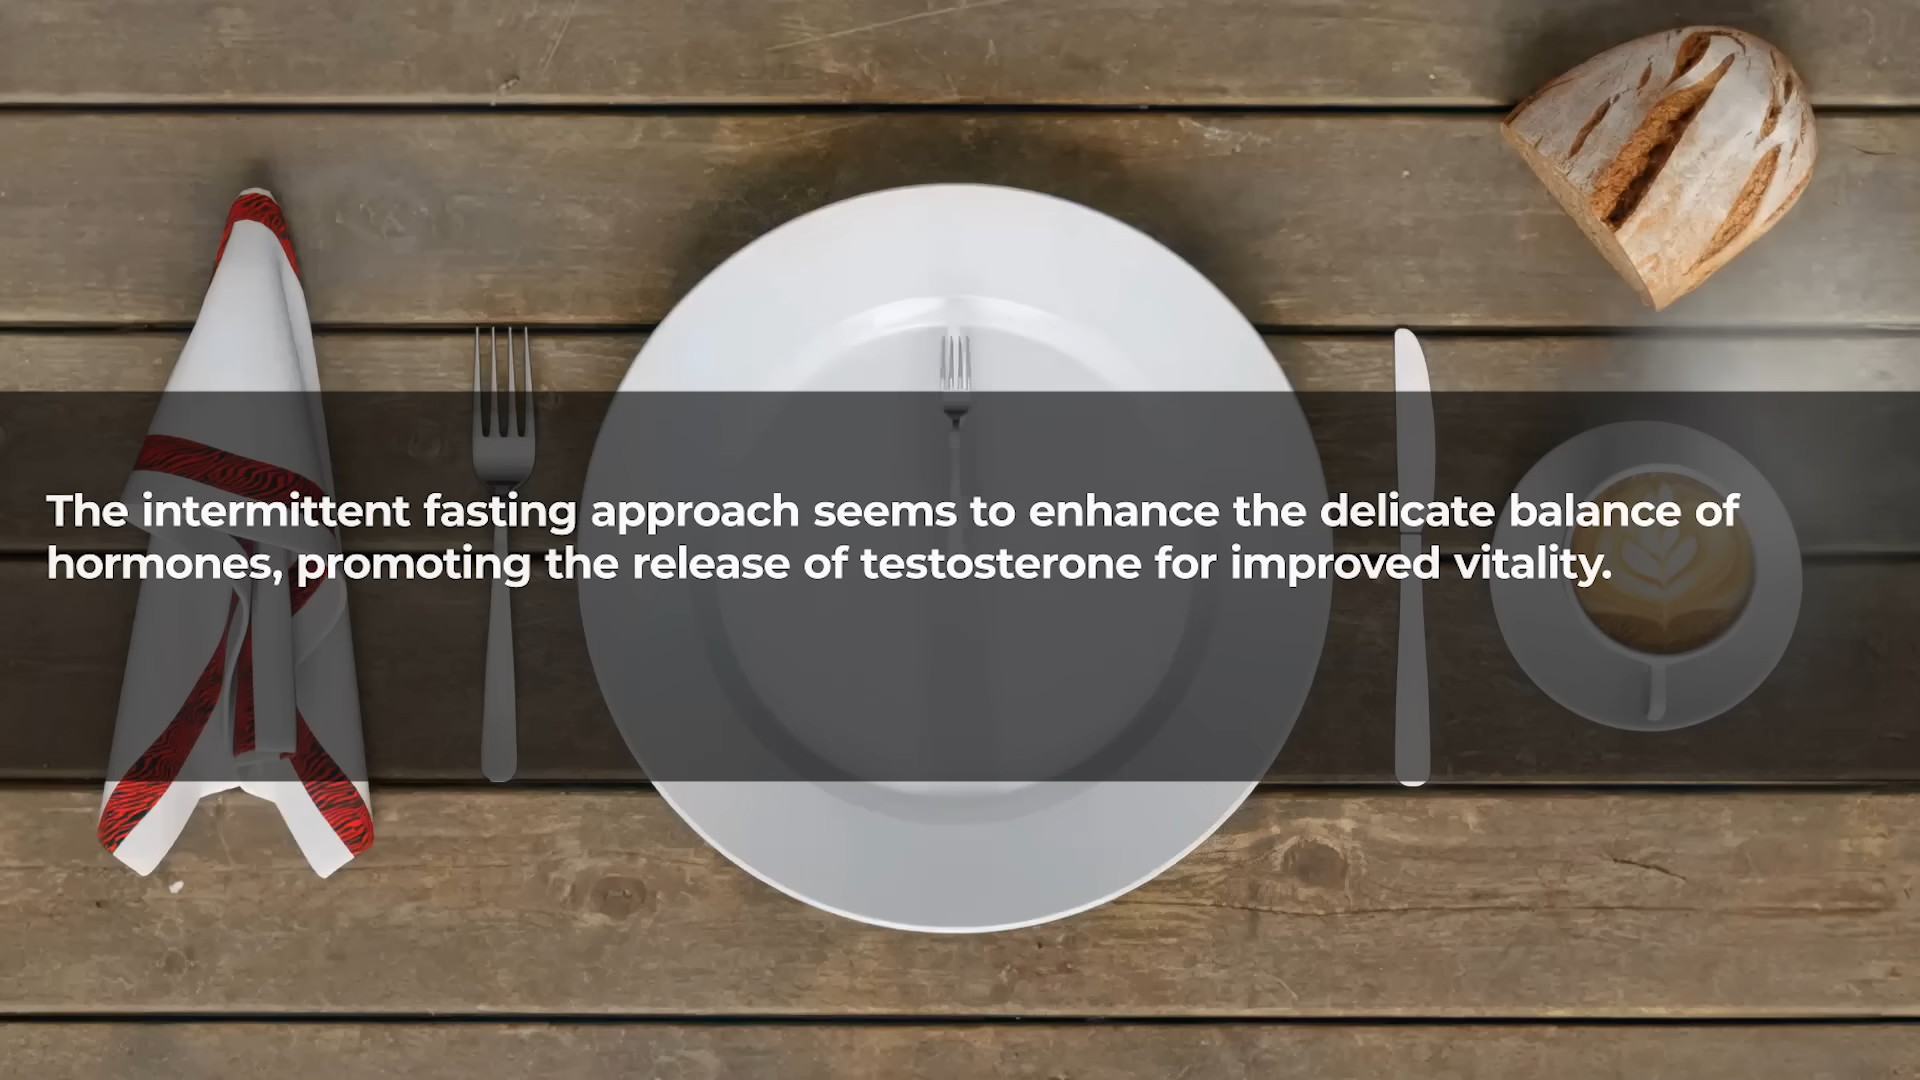 The intermittent fasting approach seems to enhance the delicate balance of
hormones, promoting the release of testosterone for improved vitality.